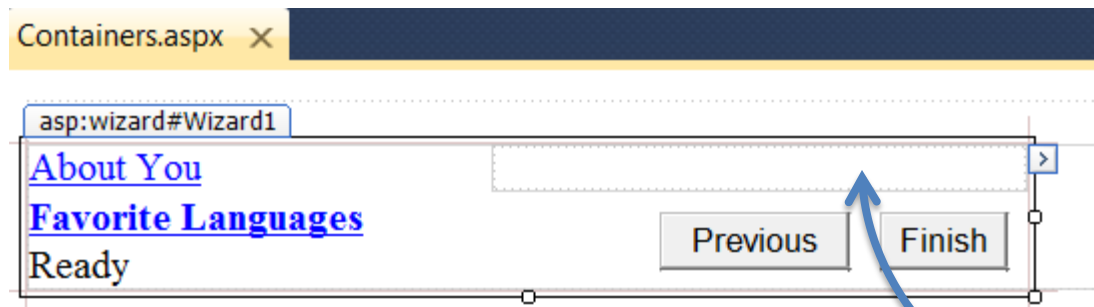 Containers.aspx
asp:wizard#Wizard1
About You
Favorite Languages
Ready
Previous Finish